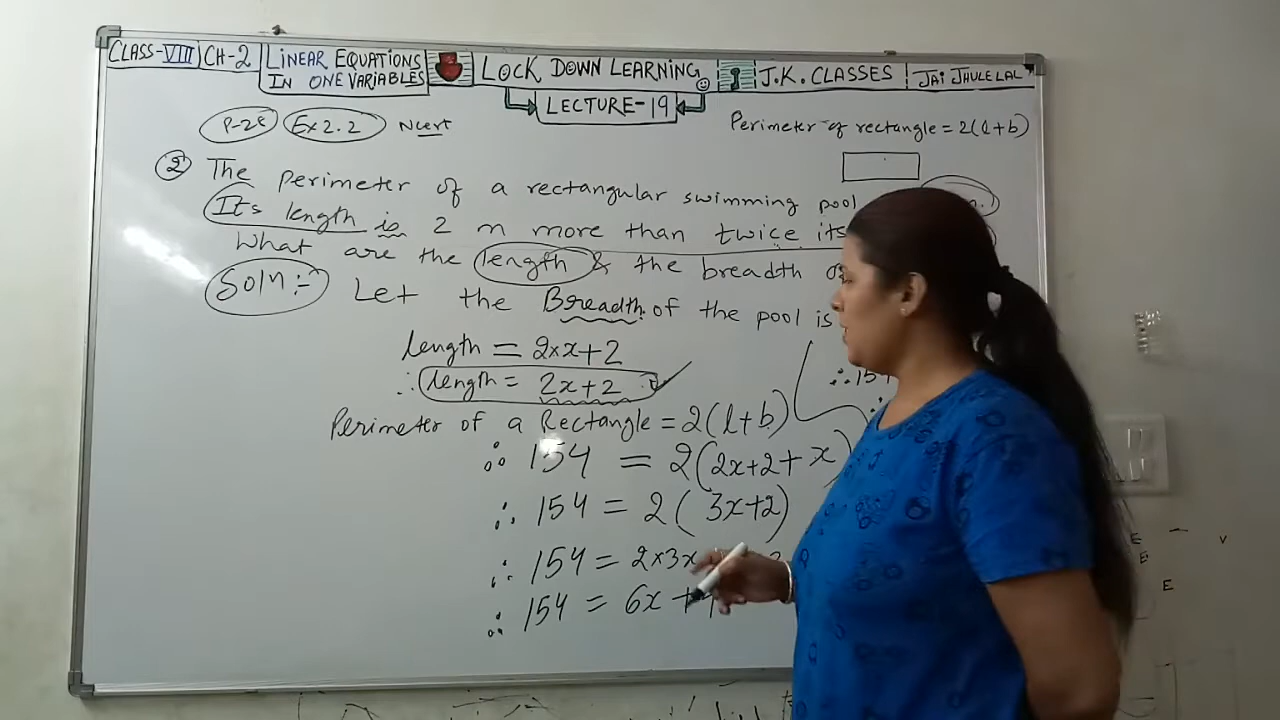 CLASS-VIII CH-2 LINEAR EQUATIONS IN ONE VARIABLES LOCK DOWN LEARNING J.K. CLASSES JAI JHULELAL
LECTURE-19
Ex 2.2 Ncert
Perimeter of rectangle = 2(l+b)
② The perimeter of a rectangular swimming pool
Its length is 2 m more than twice its
What are the length & the breadth
Soln:- Let the Breadth of the pool is
length = 2×x+2
∴ length = 2x+2
∴ 154
Perimeter of a Rectangle = 2(l+b)
∴ 154 = 2(2x+2+x)
∴ 154 = 2(3x+2)
∴ 154 = 2×3x
∴ 154 = 6x +